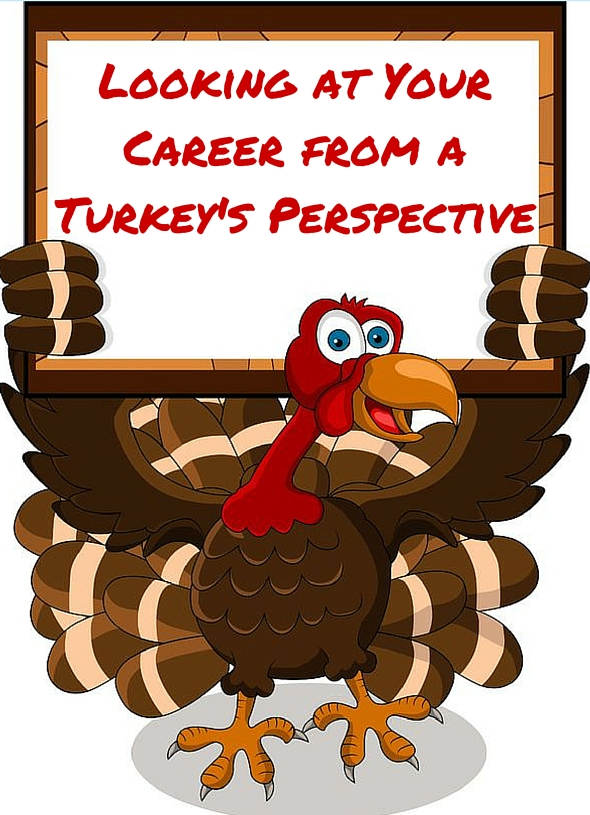 Looking at Your
Career from a
Turkey's Perspective